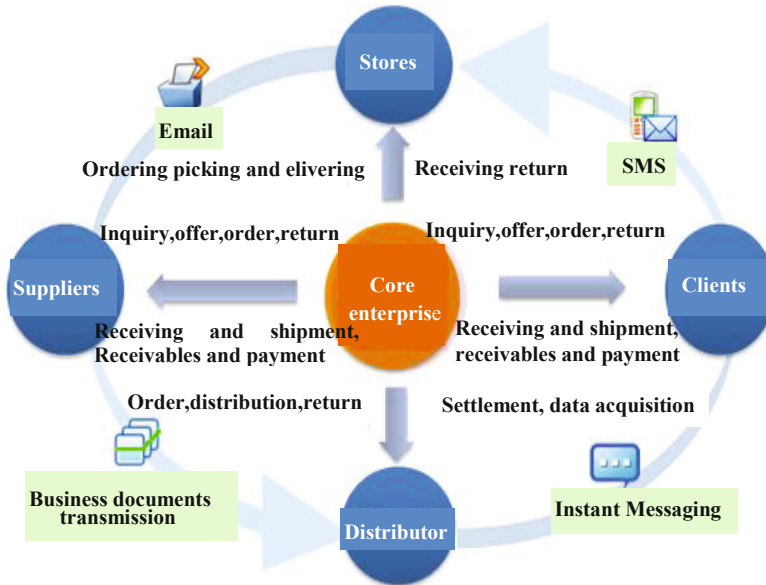 Stores
Email
SMS
Ordering picking and elivering
Receiving return
Inquiry,offer,order,return
Inquiry,offer,order,return
Suppliers
Core
enterprise
Clients
Receiving and shipment,
Receivables and payment
Receiving and shipment,
receivables and payment
Order,distribution,return
Settlement, data acquisition
Business documents
transmission
Instant Messaging
Distributor